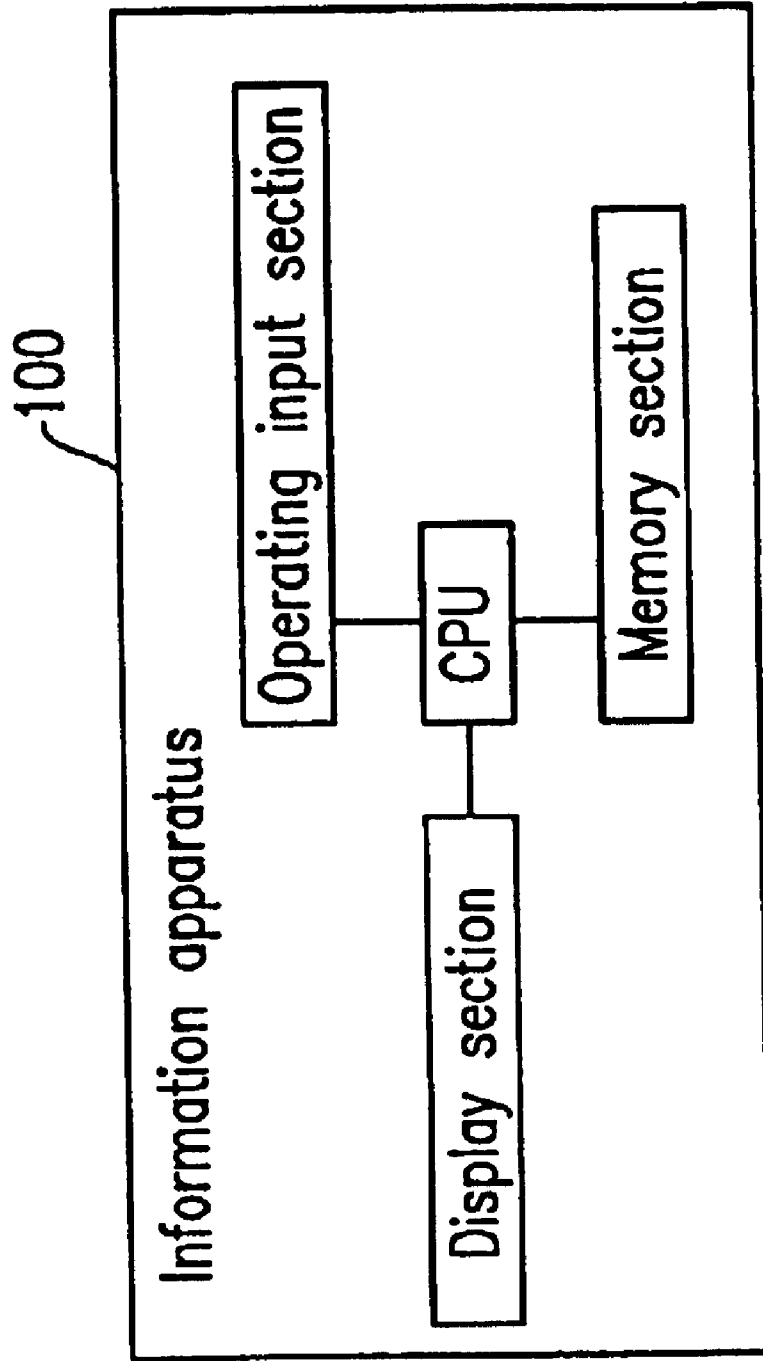 100
Information apparatus
Operating input section
CPU
Display section
Memory section